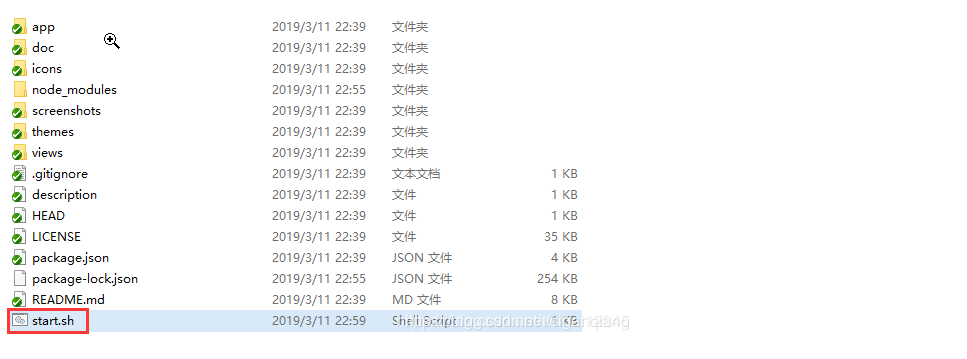 app 2019/3/11 22:39 文件夹
doc 2019/3/11 22:39 文件夹
icons 2019/3/11 22:39 文件夹
node_modules 2019/3/11 22:55 文件夹
screenshots 2019/3/11 22:39 文件夹
themes 2019/3/11 22:39 文件夹
views 2019/3/11 22:39 文件夹
.gitignore 2019/3/11 22:39 文本文档 1 KB
description 2019/3/11 22:39 文件 1 KB
HEAD 2019/3/11 22:39 文件 1 KB
LICENSE 2019/3/11 22:39 文件 35 KB
package.json 2019/3/11 22:39 JSON 文件 4 KB
package-lock.json 2019/3/11 22:55 JSON 文件 254 KB
README.md 2019/3/11 22:39 MD 文件 8 KB
start.sh 2019/3/11 22:59 Shell Script 1 KB